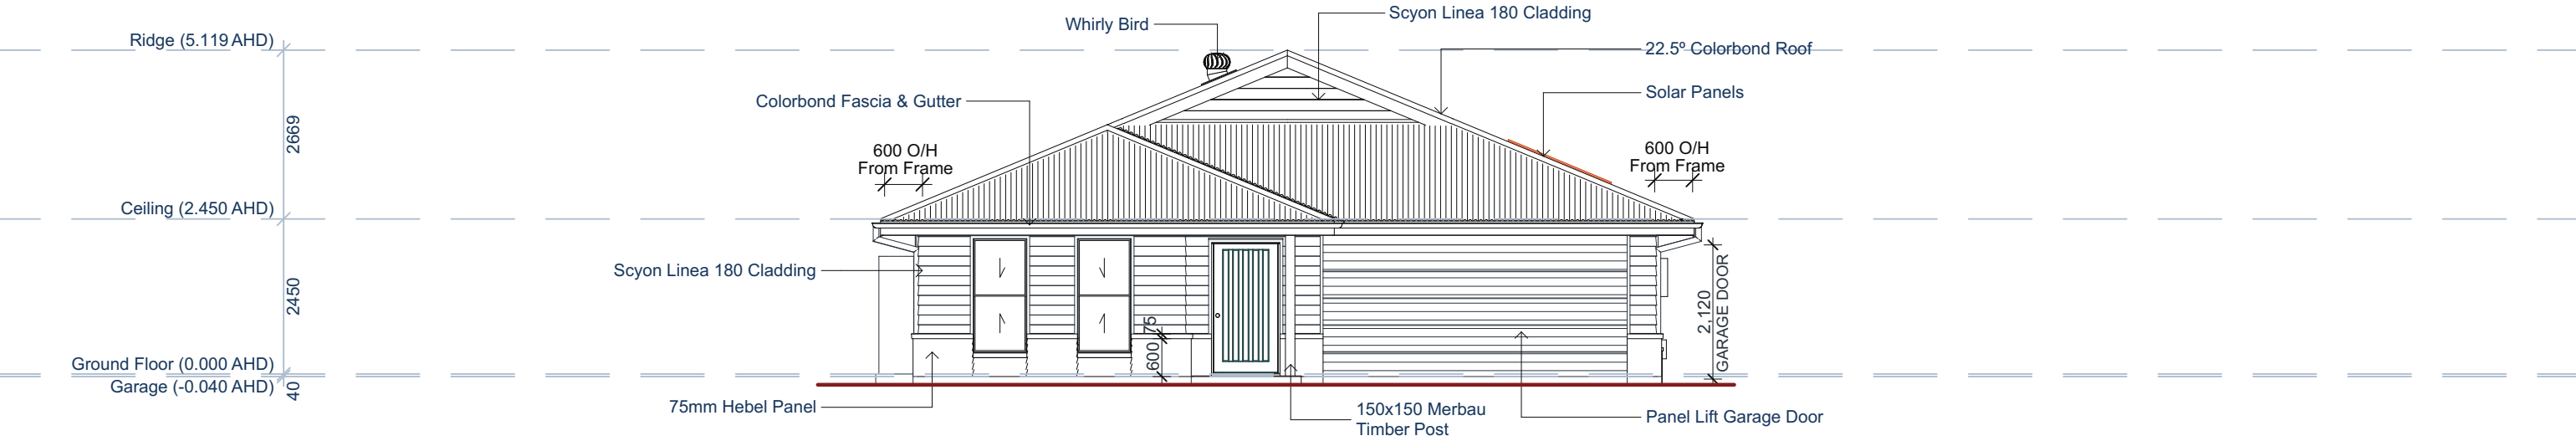 Scyon Linea 180 Cladding
Whirly Bird
Ridge (5.119 AHD)
22.5º Colorbond Roof
Solar Panels
Colorbond Fascia & Gutter
2669
600 O/H
From Frame
600 O/H
From Frame
Ceiling (2.450 AHD)
Scyon Linea 180 Cladding
2450
2,120
GARAGE DOOR
75
600
Ground Floor (0.000 AHD)
Garage (-0.040 AHD)
40
75mm Hebel Panel
150x150 Merbau
Timber Post
Panel Lift Garage Door